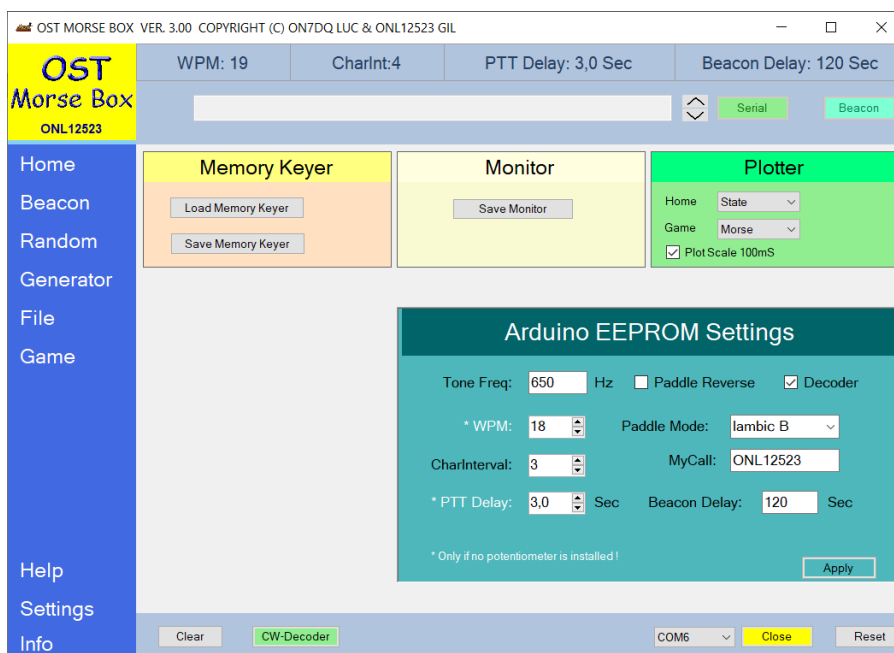 OST MORSE BOX VER. 3.00 COPYRIGHT (C) ON7DQ LUC & ONL12523 GIL
OST
Morse Box
ONL12523
WPM: 19
CharInt:4
PTT Delay: 3,0 Sec
Beacon Delay: 120 Sec
Serial
Beacon
Home
Beacon
Random
Generator
File
Game
Help
Settings
Info
Memory Keyer
Load Memory Keyer
Save Memory Keyer
Monitor
Save Monitor
Plotter
Home State
Game Morse
Plot Scale 100mS
Arduino EEPROM Settings
Tone Freq: 650 Hz Paddle Reverse Decoder
* WPM: 18 Paddle Mode: Iambic B
CharInterval: 3 MyCall: ONL12523
* PTT Delay: 3,0 Sec Beacon Delay: 120 Sec
* Only if no potentiometer is installed !
Apply
Clear
CW-Decoder
COM6
Close
Reset